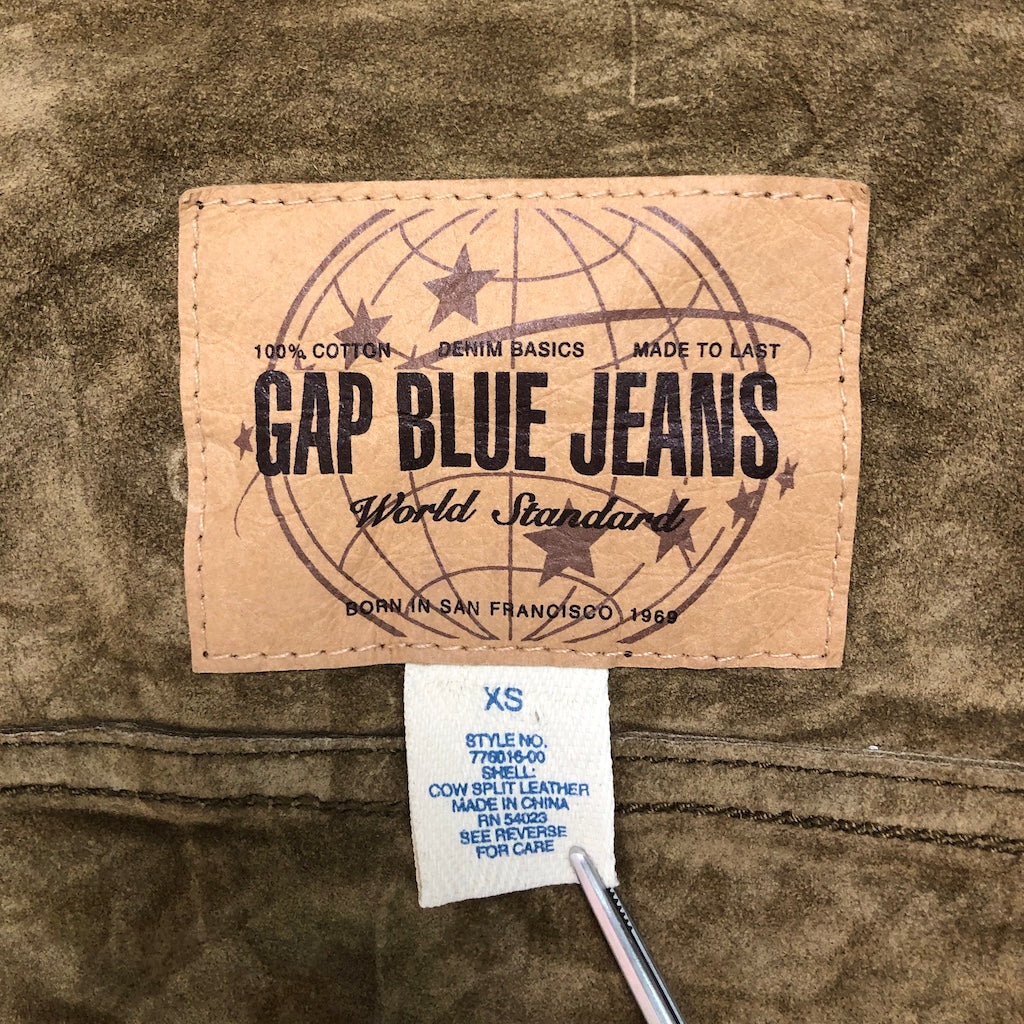 100% COTTON DENIM BASICS MADE TO LAST
GAP BLUE JEANS
World Standard
BORN IN SAN FRANCISCO 1969
XS
STYLE NO.
776016-00
SHELL:
COW SPLIT LEATHER
MADE IN CHINA
RN 54023
SEE REVERSE
FOR CARE